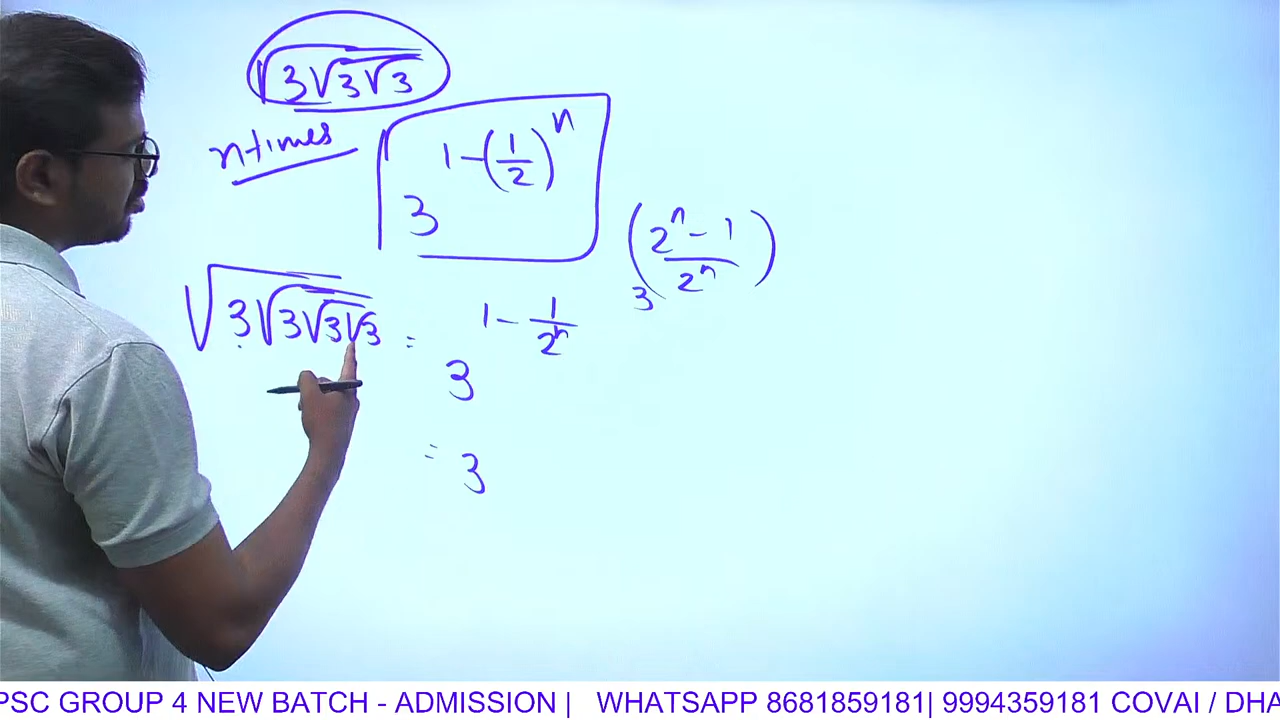 √3√3√3
n times
3^(1-(1/2)^n)
3^((2^n - 1)/2^n)
√3√3√3√3 = 3^(1 - 1/2^n)
= 3
PSC GROUP 4 NEW BATCH - ADMISSION | WHATSAPP 8681859181| 9994359181 COVAI / DHA